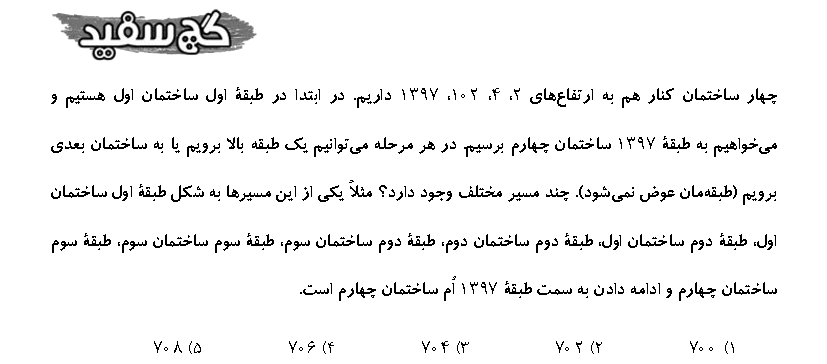 گچ سفید
چهار ساختمان کنار هم به ارتفاع‌های ۲، ۴، ۱۰۲، ۱۳۹۷ داریم. در ابتدا در طبقهٔ اول ساختمان اول هستیم و
می‌خواهیم به طبقهٔ ۱۳۹۷ ساختمان چهارم برسیم. در هر مرحله می‌توانیم یک طبقه بالا برویم یا به ساختمان بعدی
برویم (طبقه‌مان عوض نمی‌شود). چند مسیر مختلف وجود دارد؟ مثلاً یکی از این مسیرها به شکل طبقهٔ اول ساختمان
اول، طبقهٔ دوم ساختمان اول، طبقهٔ دوم ساختمان دوم، طبقهٔ دوم ساختمان سوم، طبقهٔ سوم ساختمان سوم، طبقهٔ سوم
ساختمان چهارم و ادامه دادن به سمت طبقهٔ ۱۳۹۷ اُم ساختمان چهارم است.
۱) ۷۰۰ ۲) ۷۰۲ ۳) ۷۰۴ ۴) ۷۰۶ ۵) ۷۰۸